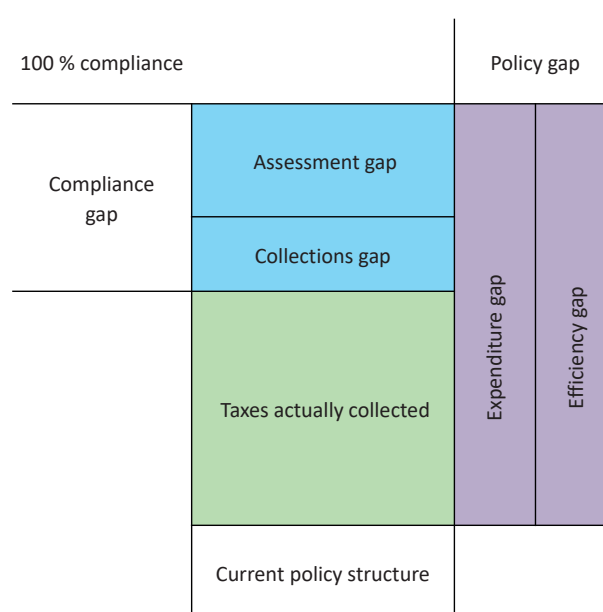 100 % compliance
Policy gap
Compliance
gap
Assessment gap
Collections gap
Expenditure gap
Efficiency gap
Taxes actually collected
Current policy structure